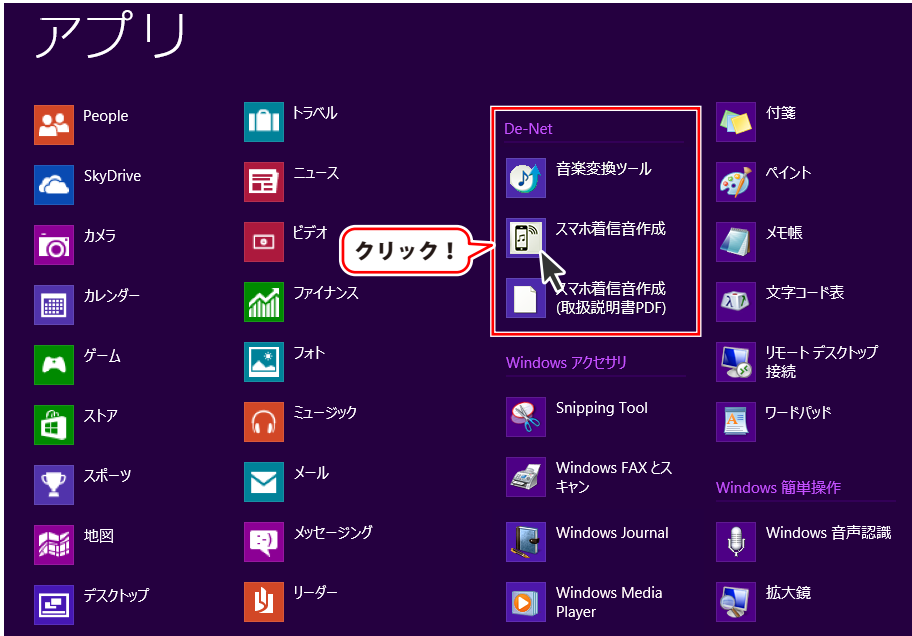 アプリ
People
SkyDrive
カメラ
カレンダー
ゲーム
ストア
スポーツ
地図
デスクトップ
トラベル
ニュース
ビデオ
ファイナンス
フォト
ミュージック
メール
メッセージング
リーダー
De-Net
音楽変換ツール
スマホ着信音作成
クリック！
スマホ着信音作成
(取扱説明書PDF)
Windows アクセサリ
Snipping Tool
Windows FAX とス
キャン
Windows Journal
Windows Media
Player
付箋
ペイント
メモ帳
文字コード表
リモート デスクトップ
接続
ワードパッド
Windows 簡単操作
Windows 音声認識
拡大鏡